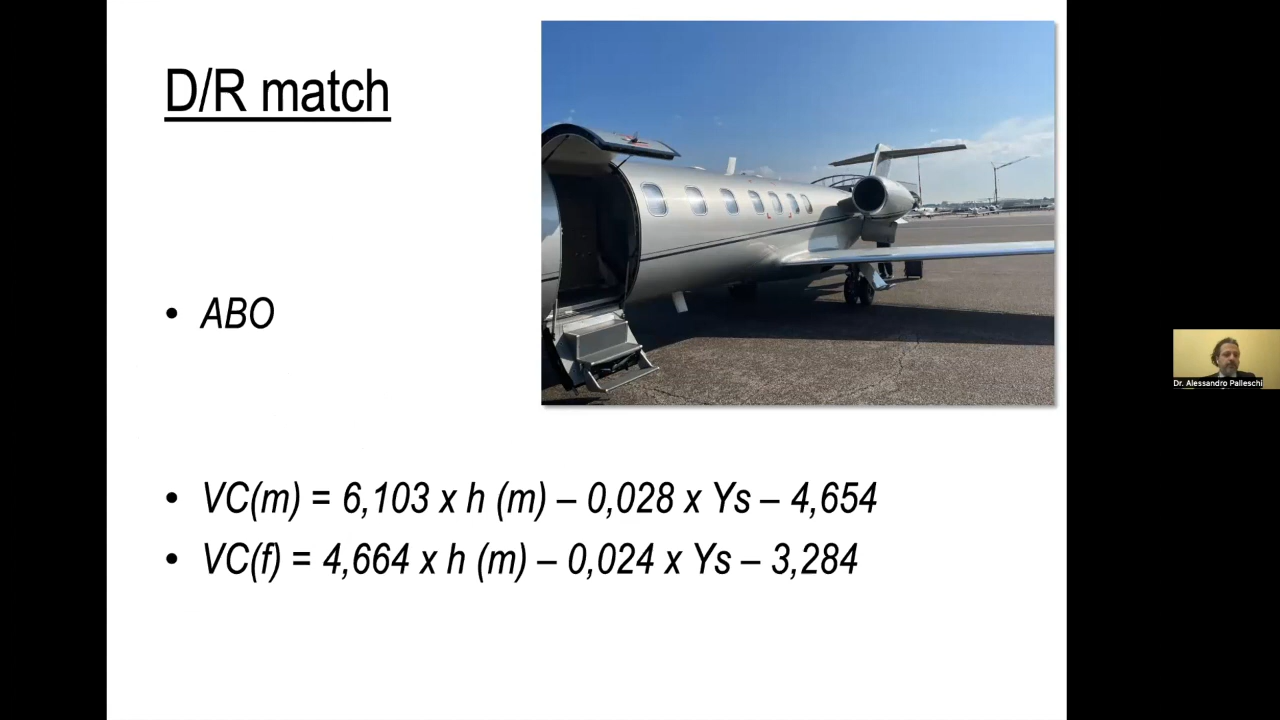 D/R match
• ABO
• VC(m) = 6,103 x h (m) – 0,028 x Ys – 4,654
• VC(f) = 4,664 x h (m) – 0,024 x Ys – 3,284
Dr. Alessandro Palleschi